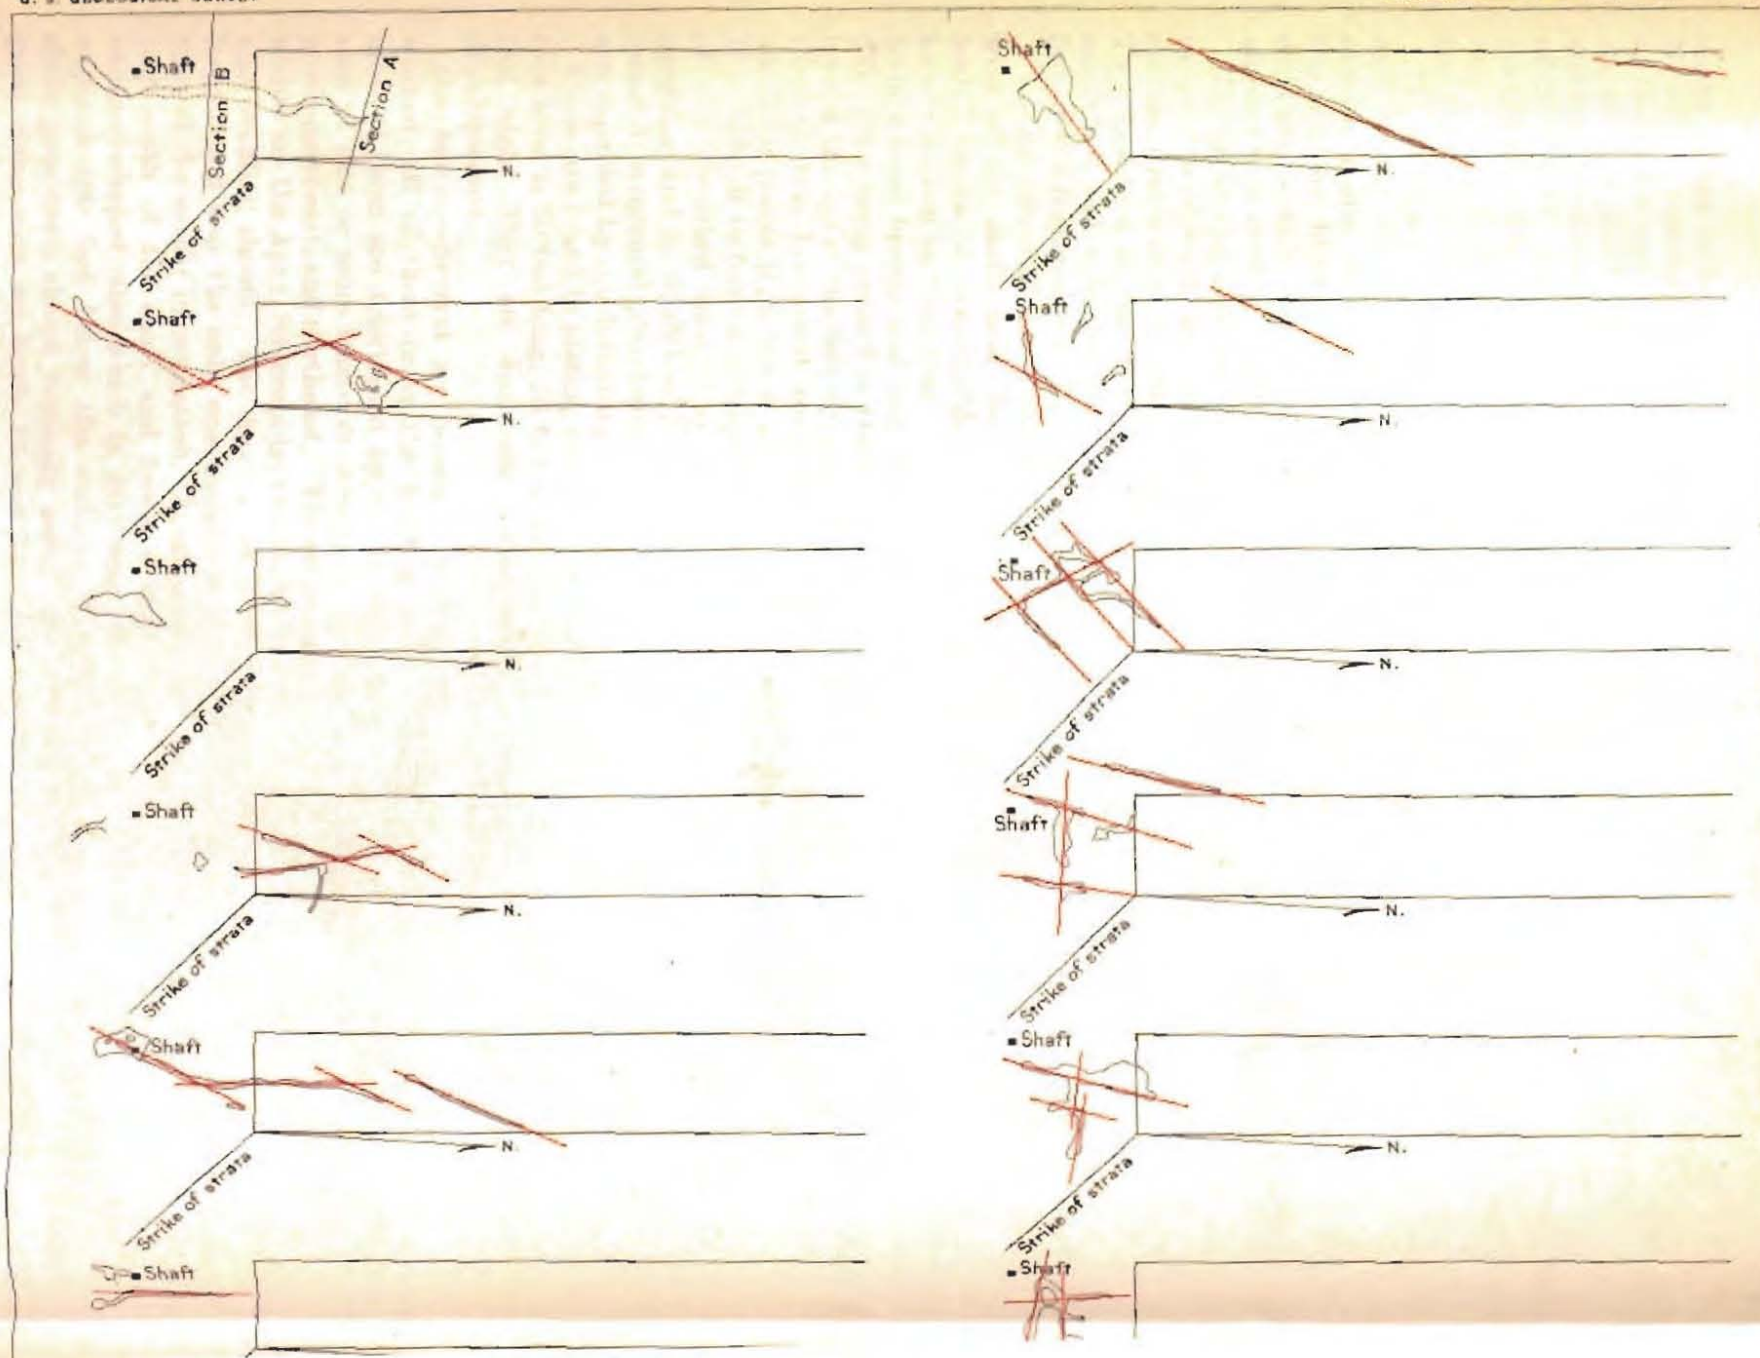 Shaft
Section B
Section A
N.
Strike of strata
Shaft
Ore
N.
Strike of strata
Shaft
N.
Strike of strata
Shaft
N.
Strike of strata
Shaft
N.
Strike of strata
Shaft
Shaft
N.
Strike of strata
Shaft
N.
Strike of strata
Shaft
N.
Strike of strata
Shaft
N.
Strike of strata
Shaft
N.
Strike of strata
Shaft